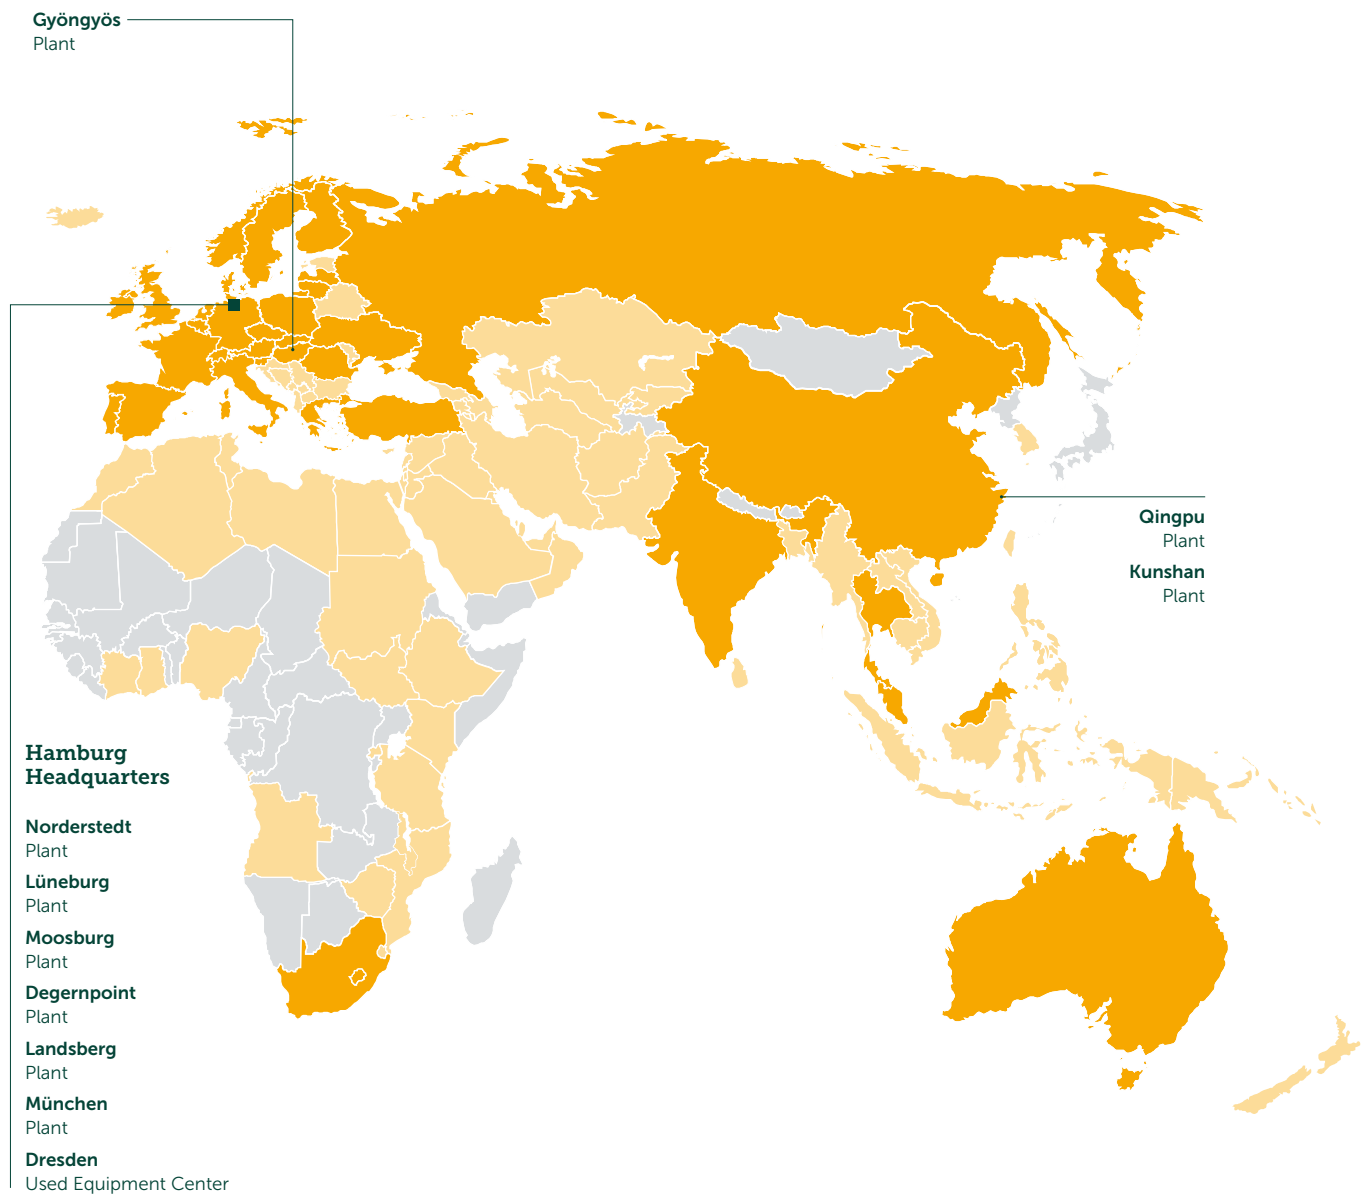 Gyöngyös
Plant
Qingpu
Plant
Kunshan
Plant
Hamburg
Headquarters
Norderstedt
Plant
Lüneburg
Plant
Moosburg
Plant
Degernpoint
Plant
Landsberg
Plant
München
Plant
Dresden
Used Equipment Center